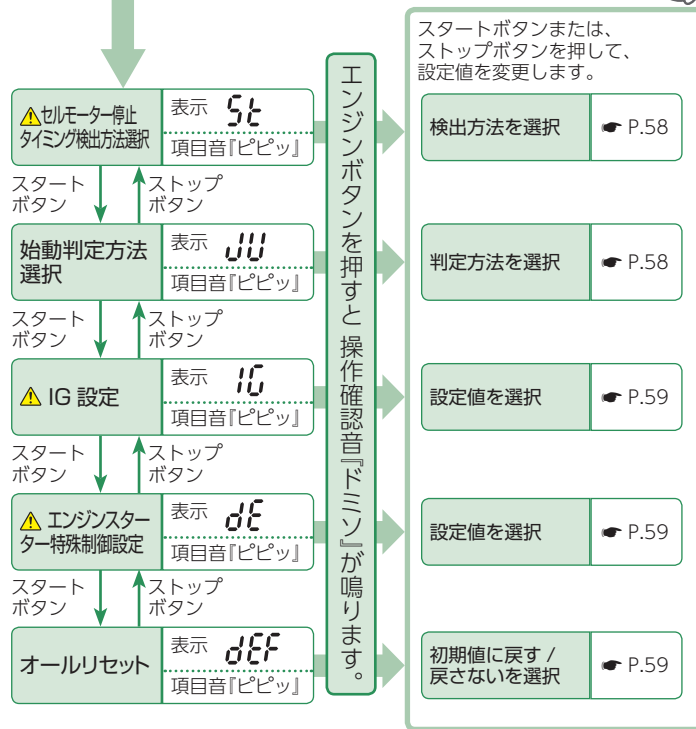 スタートボタンまたは、
ストップボタンを押して、
設定値を変更します。
⚠セルモーター停止
タイミング検出方法選択
表示 St
項目音『ピピッ』
検出方法を選択
☛ P.58
スタート
ボタン
ストップ
ボタン
始動判定方法
選択
表示 JU
項目音『ピピッ』
判定方法を選択
☛ P.58
スタート
ボタン
ストップ
ボタン
⚠ IG 設定
表示 IG
項目音『ピピッ』
設定値を選択
☛ P.59
スタート
ボタン
ストップ
ボタン
⚠ エンジンスター
ター特殊制御設定
表示 dE
項目音『ピピッ』
設定値を選択
☛ P.59
スタート
ボタン
ストップ
ボタン
オールリセット
表示 dEF
項目音『ピピッ』
初期値に戻す /
戻さないを選択
☛ P.59
エンジンボタンを押すと操作確認音『ドミソ』が鳴ります。